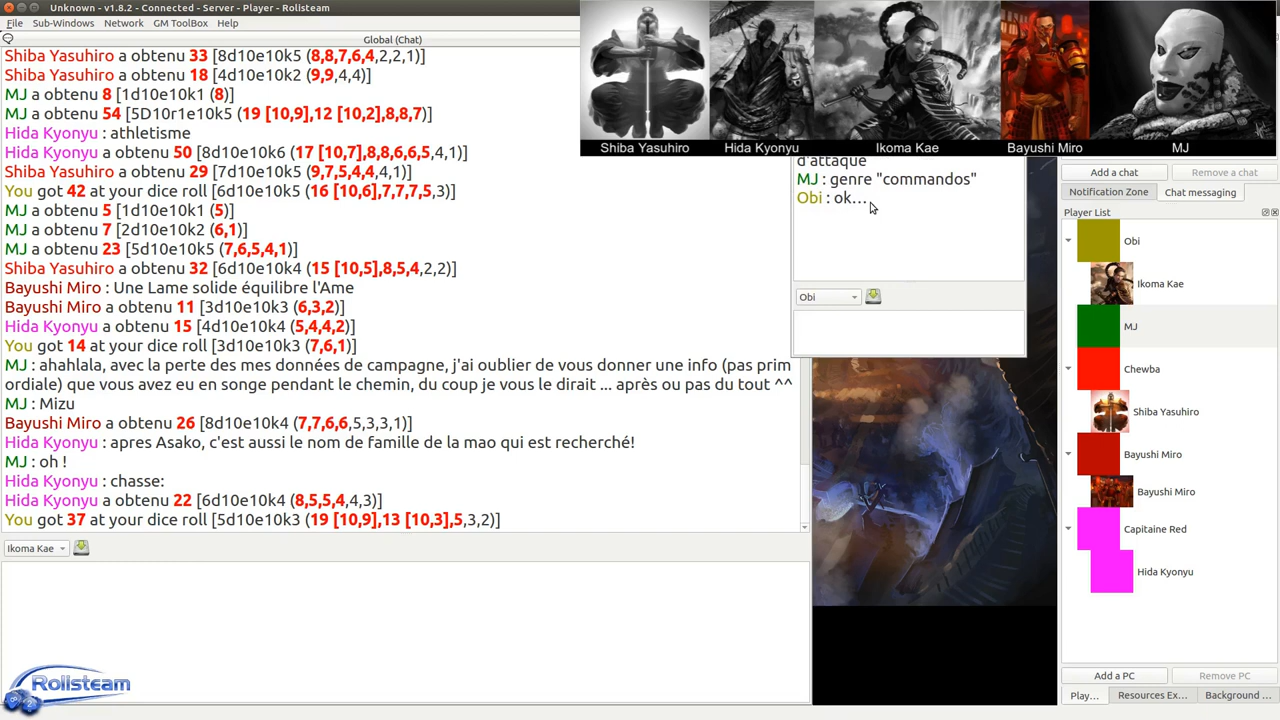 Unknown - v1.8.2 - Connected - Server - Player - Rolisteam
File Sub-Windows Network GM ToolBox Help
Global (Chat)
Shiba Yasuhiro a obtenu 33 [8d10e10k5 (8,8,7,6,4,2,2,1)]
Shiba Yasuhiro a obtenu 18 [4d10e10k2 (9,9,4,4)]
MJ a obtenu 8 [1d10e10k1 (8)]
MJ a obtenu 54 [5D10r1e10k5 (19 [10,9],12 [10,2],8,8,7)]
Hida Kyonyu : athletisme
Hida Kyonyu a obtenu 50 [8d10e10k6 (17 [10,7],8,8,6,6,5,4,1)]
Shiba Yasuhiro a obtenu 29 [7d10e10k5 (9,7,5,4,4,4,1)]
You got 42 at your dice roll [6d10e10k5 (16 [10,6],7,7,7,5,3)]
MJ a obtenu 5 [1d10e10k1 (5)]
MJ a obtenu 7 [2d10e10k2 (6,1)]
MJ a obtenu 23 [5d10e10k5 (7,6,5,4,1)]
Shiba Yasuhiro a obtenu 32 [6d10e10k4 (15 [10,5],8,5,4,2,2)]
Bayushi Miro : Une Lame solide équilibre l'Ame
Bayushi Miro a obtenu 11 [3d10e10k3 (6,3,2)]
Hida Kyonyu a obtenu 15 [4d10e10k4 (5,4,4,2)]
You got 14 at your dice roll [3d10e10k3 (7,6,1)]
MJ : ahahlala, avec la perte des mes données de campagne, j'ai oublier de vous donner une info (pas prim
ordiale) que vous avez eu en songe pendant le chemin, du coup je vous le dirait ... après ou pas du tout ^^
MJ : Mizu
Bayushi Miro a obtenu 26 [8d10e10k4 (7,7,6,6,5,3,3,1)]
Hida Kyonyu : apres Asako, c'est aussi le nom de famille de la mao qui est recherché!
MJ : oh !
Hida Kyonyu : chasse:
Hida Kyonyu a obtenu 22 [6d10e10k4 (8,5,5,4,4,3)]
You got 37 at your dice roll [5d10e10k3 (19 [10,9],13 [10,3],5,3,2)]
Ikoma Kae
Rolisteam
Shiba Yasuhiro Hida Kyonyu Ikoma Kae Bayushi Miro MJ
d'attaque
MJ : genre "commandos"
Obi : ok...
Obi
Add a chat Remove a chat
Notification Zone Chat messaging
Player List
Obi
Ikoma Kae
MJ
Chewba
Shiba Yasuhiro
Bayushi Miro
Bayushi Miro
Capitaine Red
Hida Kyonyu
Add a PC Remove PC
Play... Resources Ex... Background ...